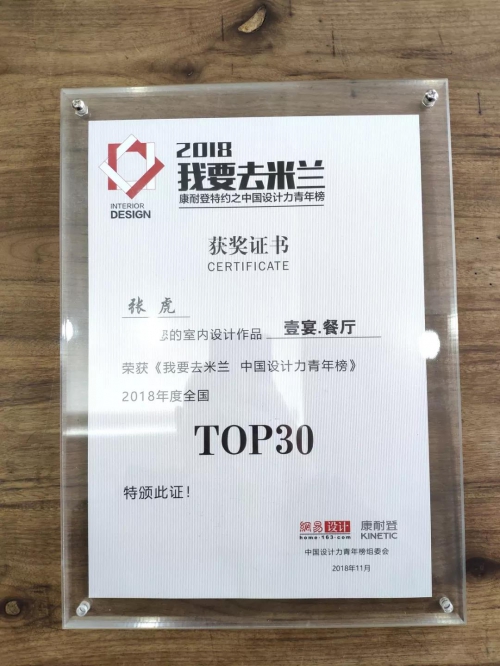 2018
我要去米兰
康耐登特约之中国设计力青年榜
INTERIOR
DESIGN
获奖证书
CERTIFICATE
张 虎
您的室内设计作品 壹宴.餐厅
荣获《我要去米兰 中国设计力青年榜》
2018年度全国
TOP30
特颁此证！
網易 设计 康耐登
home.163.com KINETIC
中国设计力青年榜组委会
2018年11月